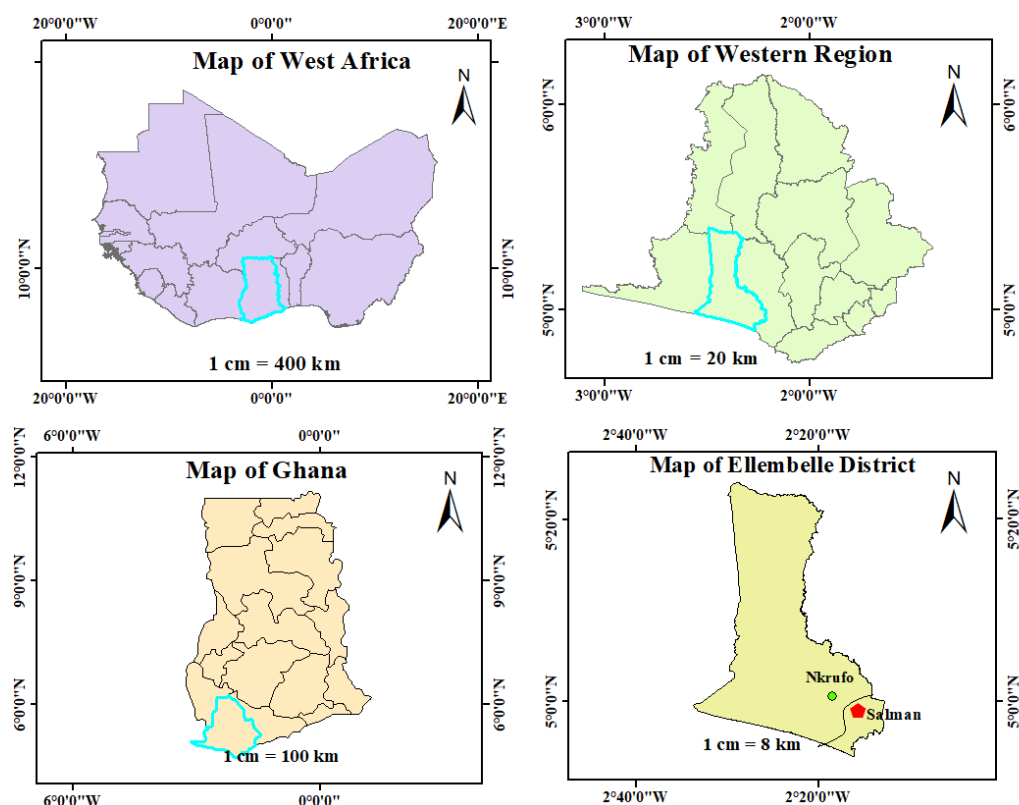 20°0'0"W 0°0'0" 20°0'0"E
Map of West Africa
N
10°0'0"N
10°0'0"N
1 cm = 400 km
20°0'0"W 0°0'0" 20°0'0"E
3°0'0"W 2°0'0"W
Map of Western Region
N
6°0'0"N
6°0'0"N
5°0'0"N
5°0'0"N
1 cm = 20 km
3°0'0"W 2°0'0"W
6°0'0"W 0°0'0"
Map of Ghana
N
12°0'0"N
12°0'0"N
9°0'0"N
9°0'0"N
6°0'0"N
6°0'0"N
1 cm = 100 km
6°0'0"W 0°0'0"
2°40'0"W 2°20'0"W
Map of Ellembelle District
N
5°20'0"N
5°20'0"N
Nkrufo
5°0'0"N
5°0'0"N
Salman
1 cm = 8 km
2°40'0"W 2°20'0"W